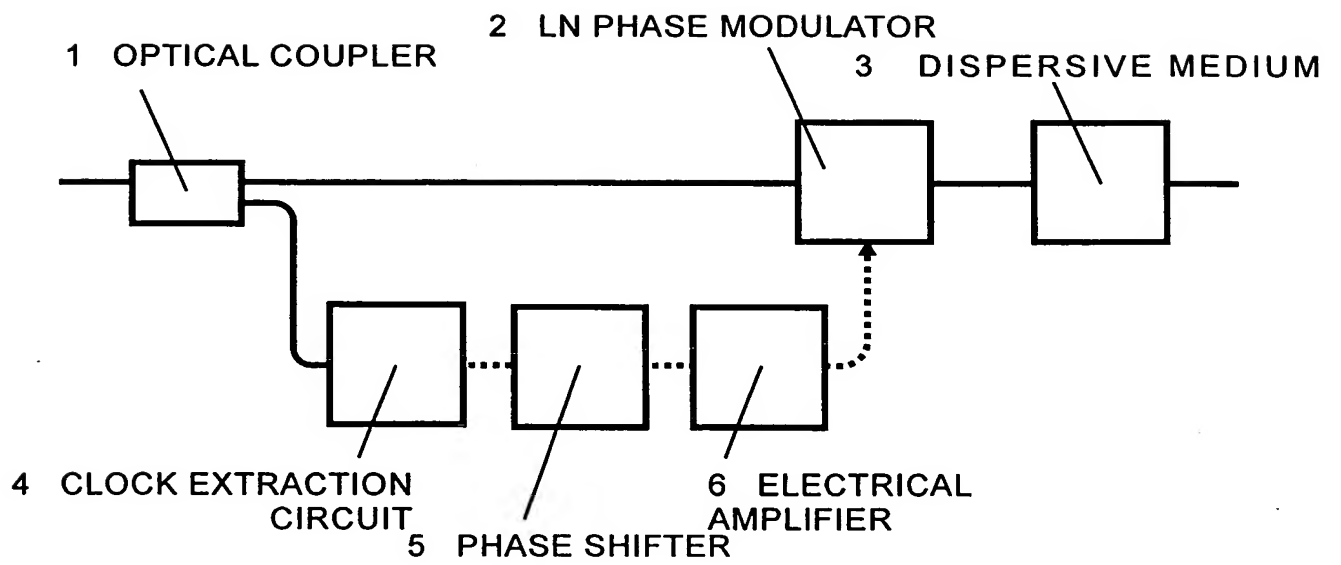 2 LN PHASE MODULATOR
1 OPTICAL COUPLER
3 DISPERSIVE MEDIUM
4 CLOCK EXTRACTION
CIRCUIT
6 ELECTRICAL
AMPLIFIER
5 PHASE SHIFTER